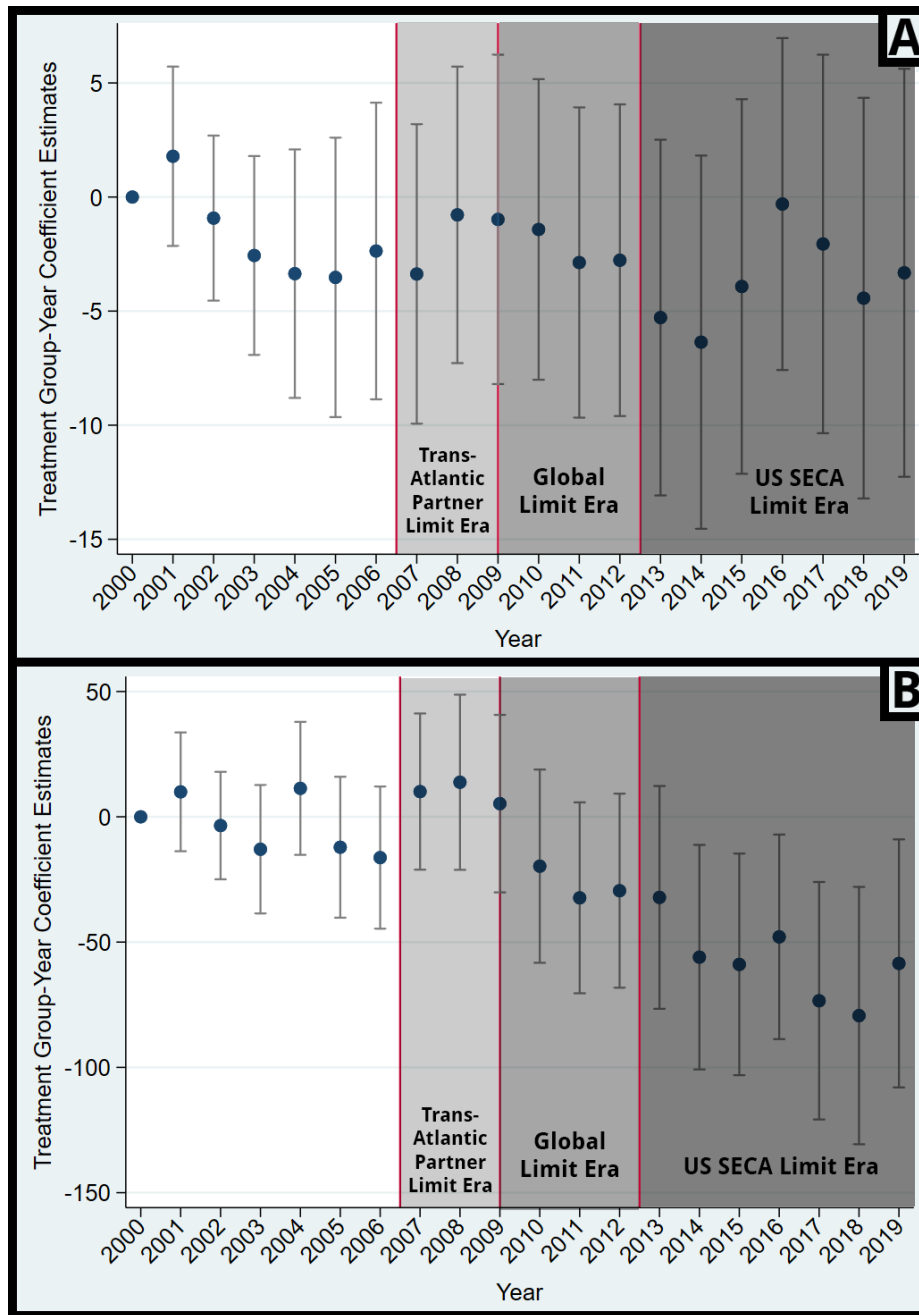 A
Treatment Group-Year Coefficient Estimates
5
0
-5
-10
-15
Trans-
Atlantic
Partner
Limit Era
Global
Limit Era
US SECA
Limit Era
2000
2001
2002
2003
2004
2005
2006
2007
2008
2009
2010
2011
2012
2013
2014
2015
2016
2017
2018
2019
Year
B
Treatment Group-Year Coefficient Estimates
50
0
-50
-100
-150
Trans-
Atlantic
Partner
Limit Era
Global
Limit Era
US SECA Limit Era
2000
2001
2002
2003
2004
2005
2006
2007
2008
2009
2010
2011
2012
2013
2014
2015
2016
2017
2018
2019
Year